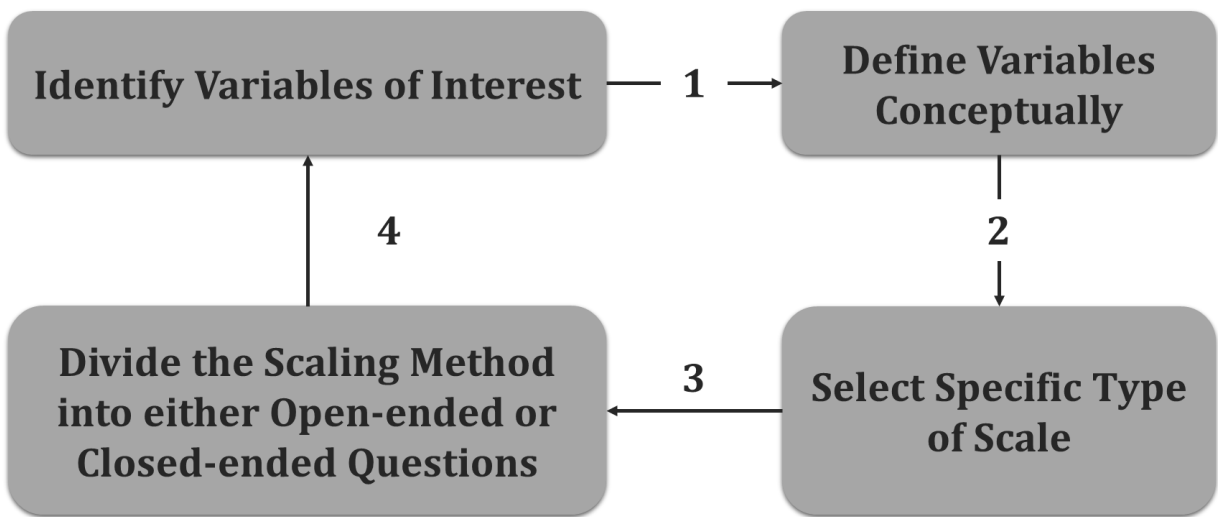 Identify Variables of Interest
1
Define Variables
Conceptually
4
2
Divide the Scaling Method
into either Open-ended or
Closed-ended Questions
3
Select Specific Type
of Scale